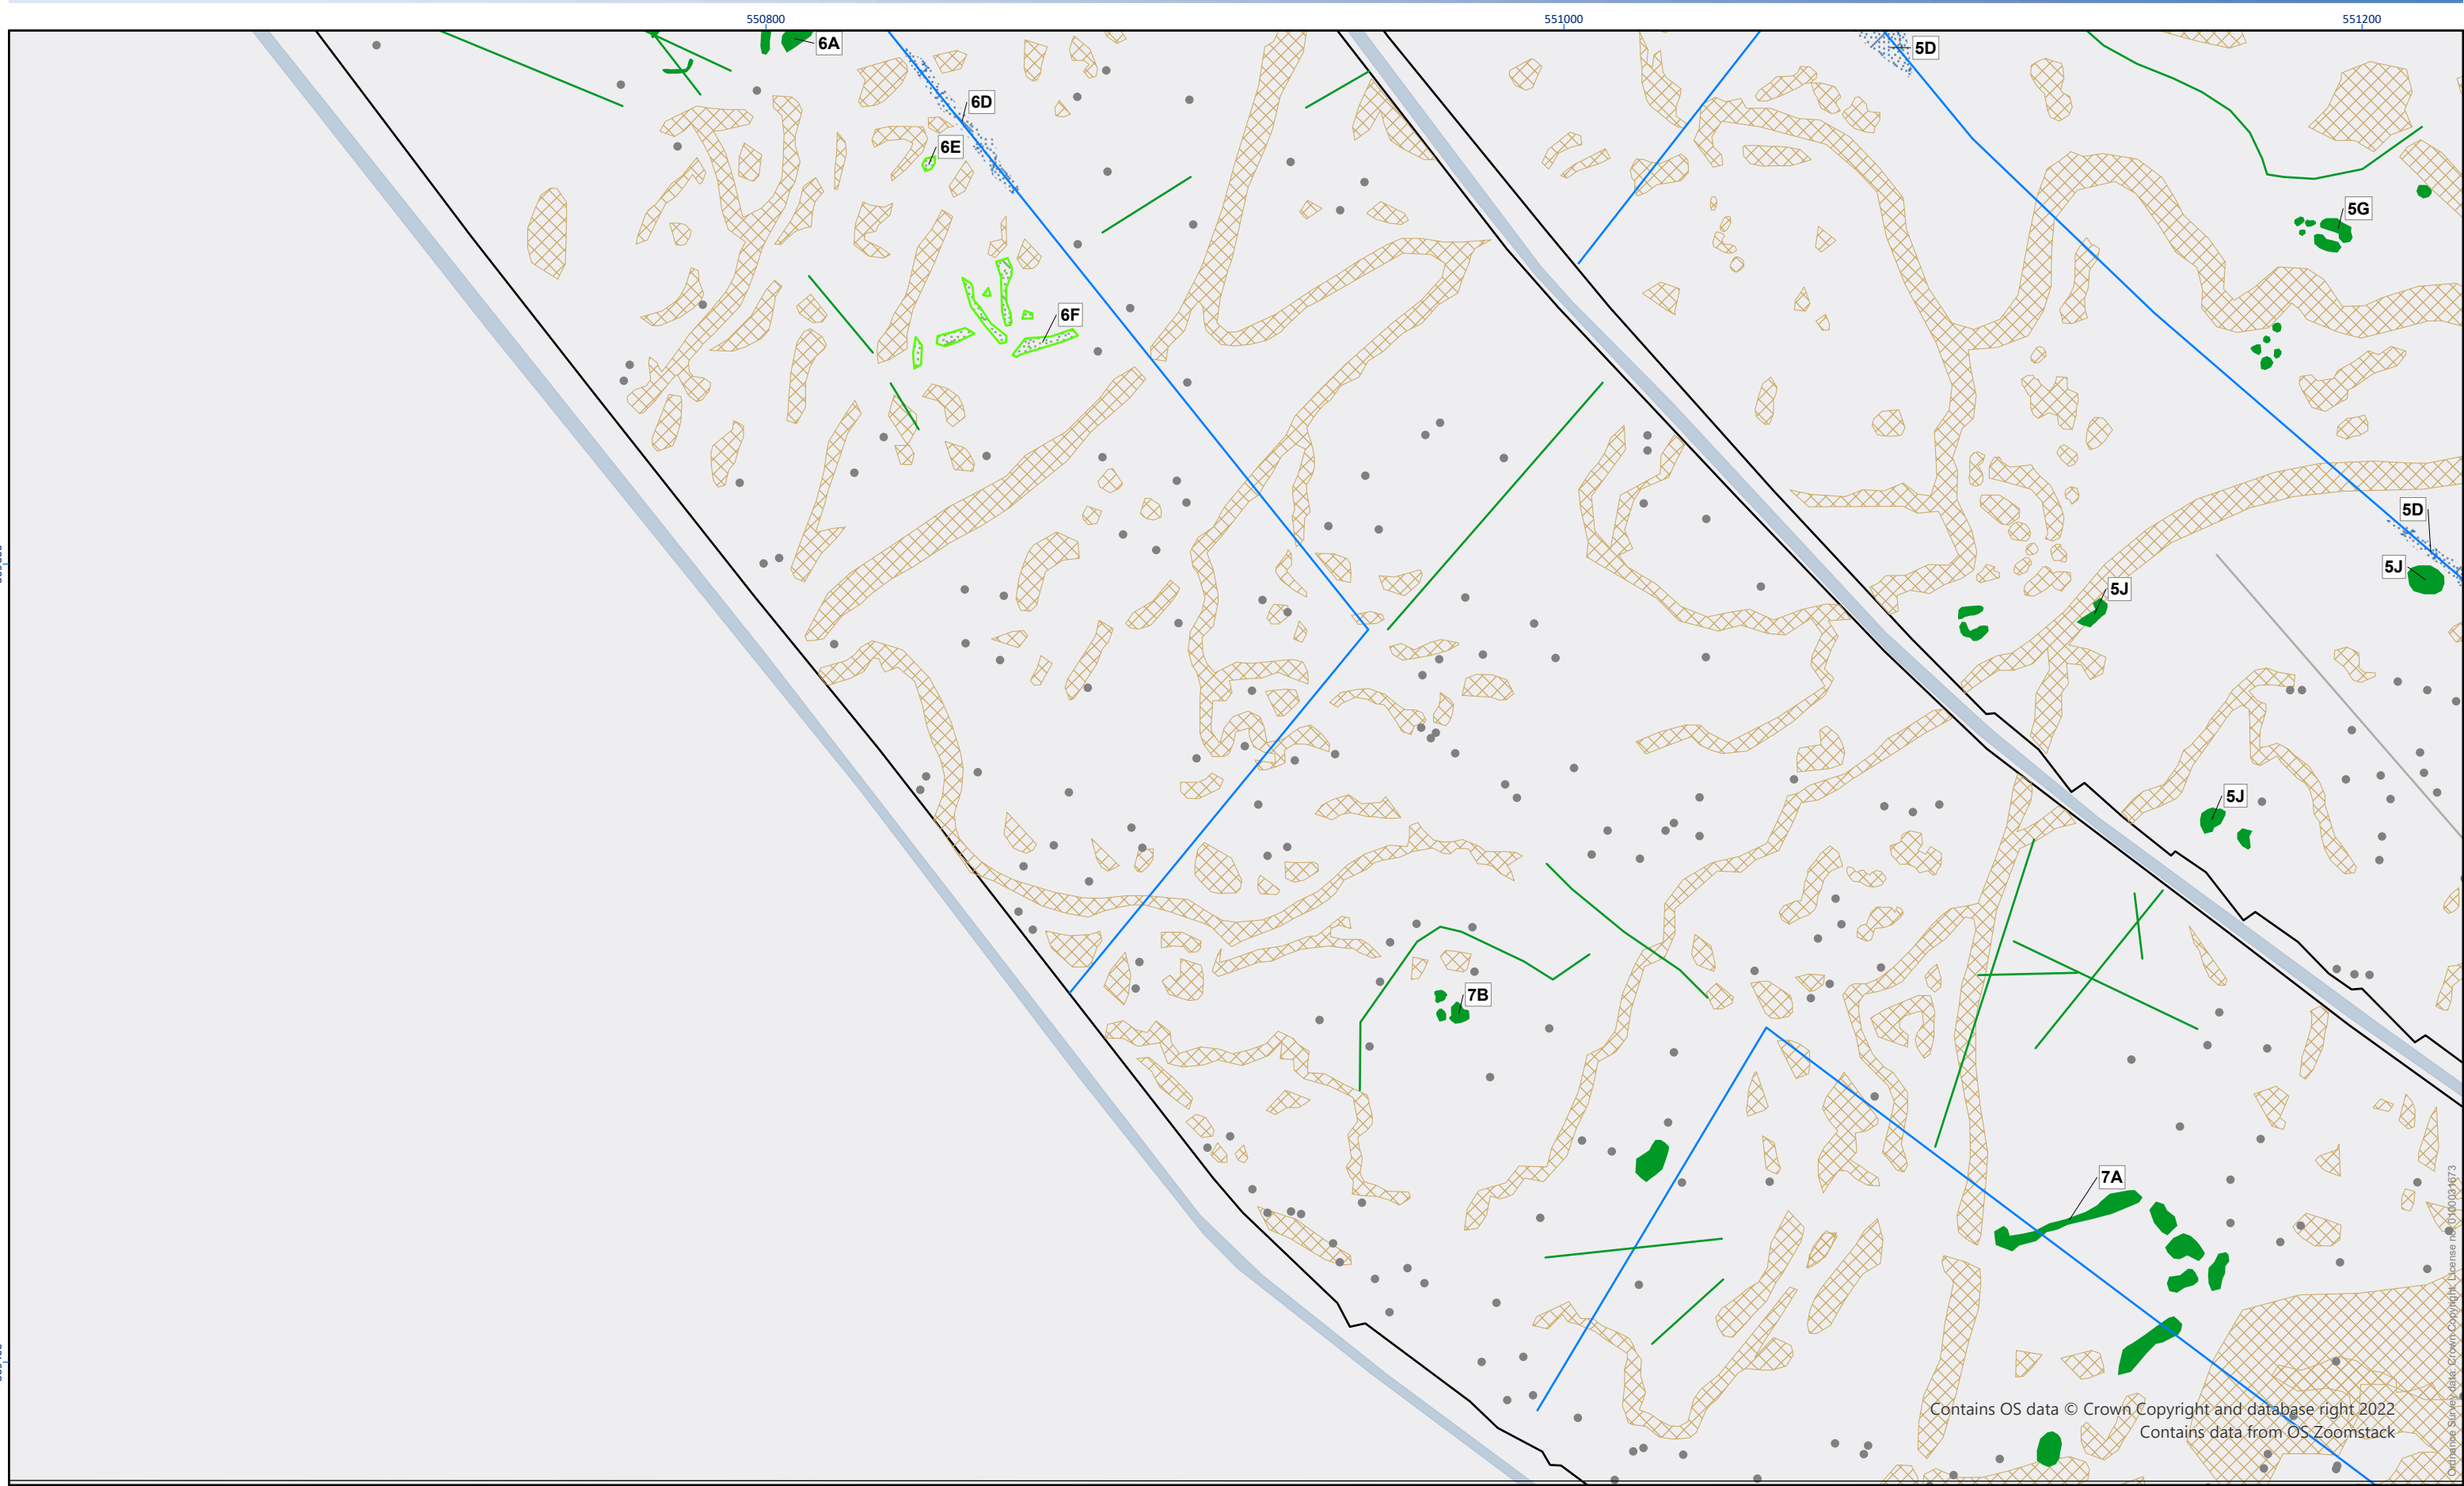 550800 551000 551200
6A
5D
6D
6E
5G
6F
5D
5J
5J
5J
7B
7A
Contains OS data © Crown Copyright and database right 2022
Contains data from OS Zoomstack